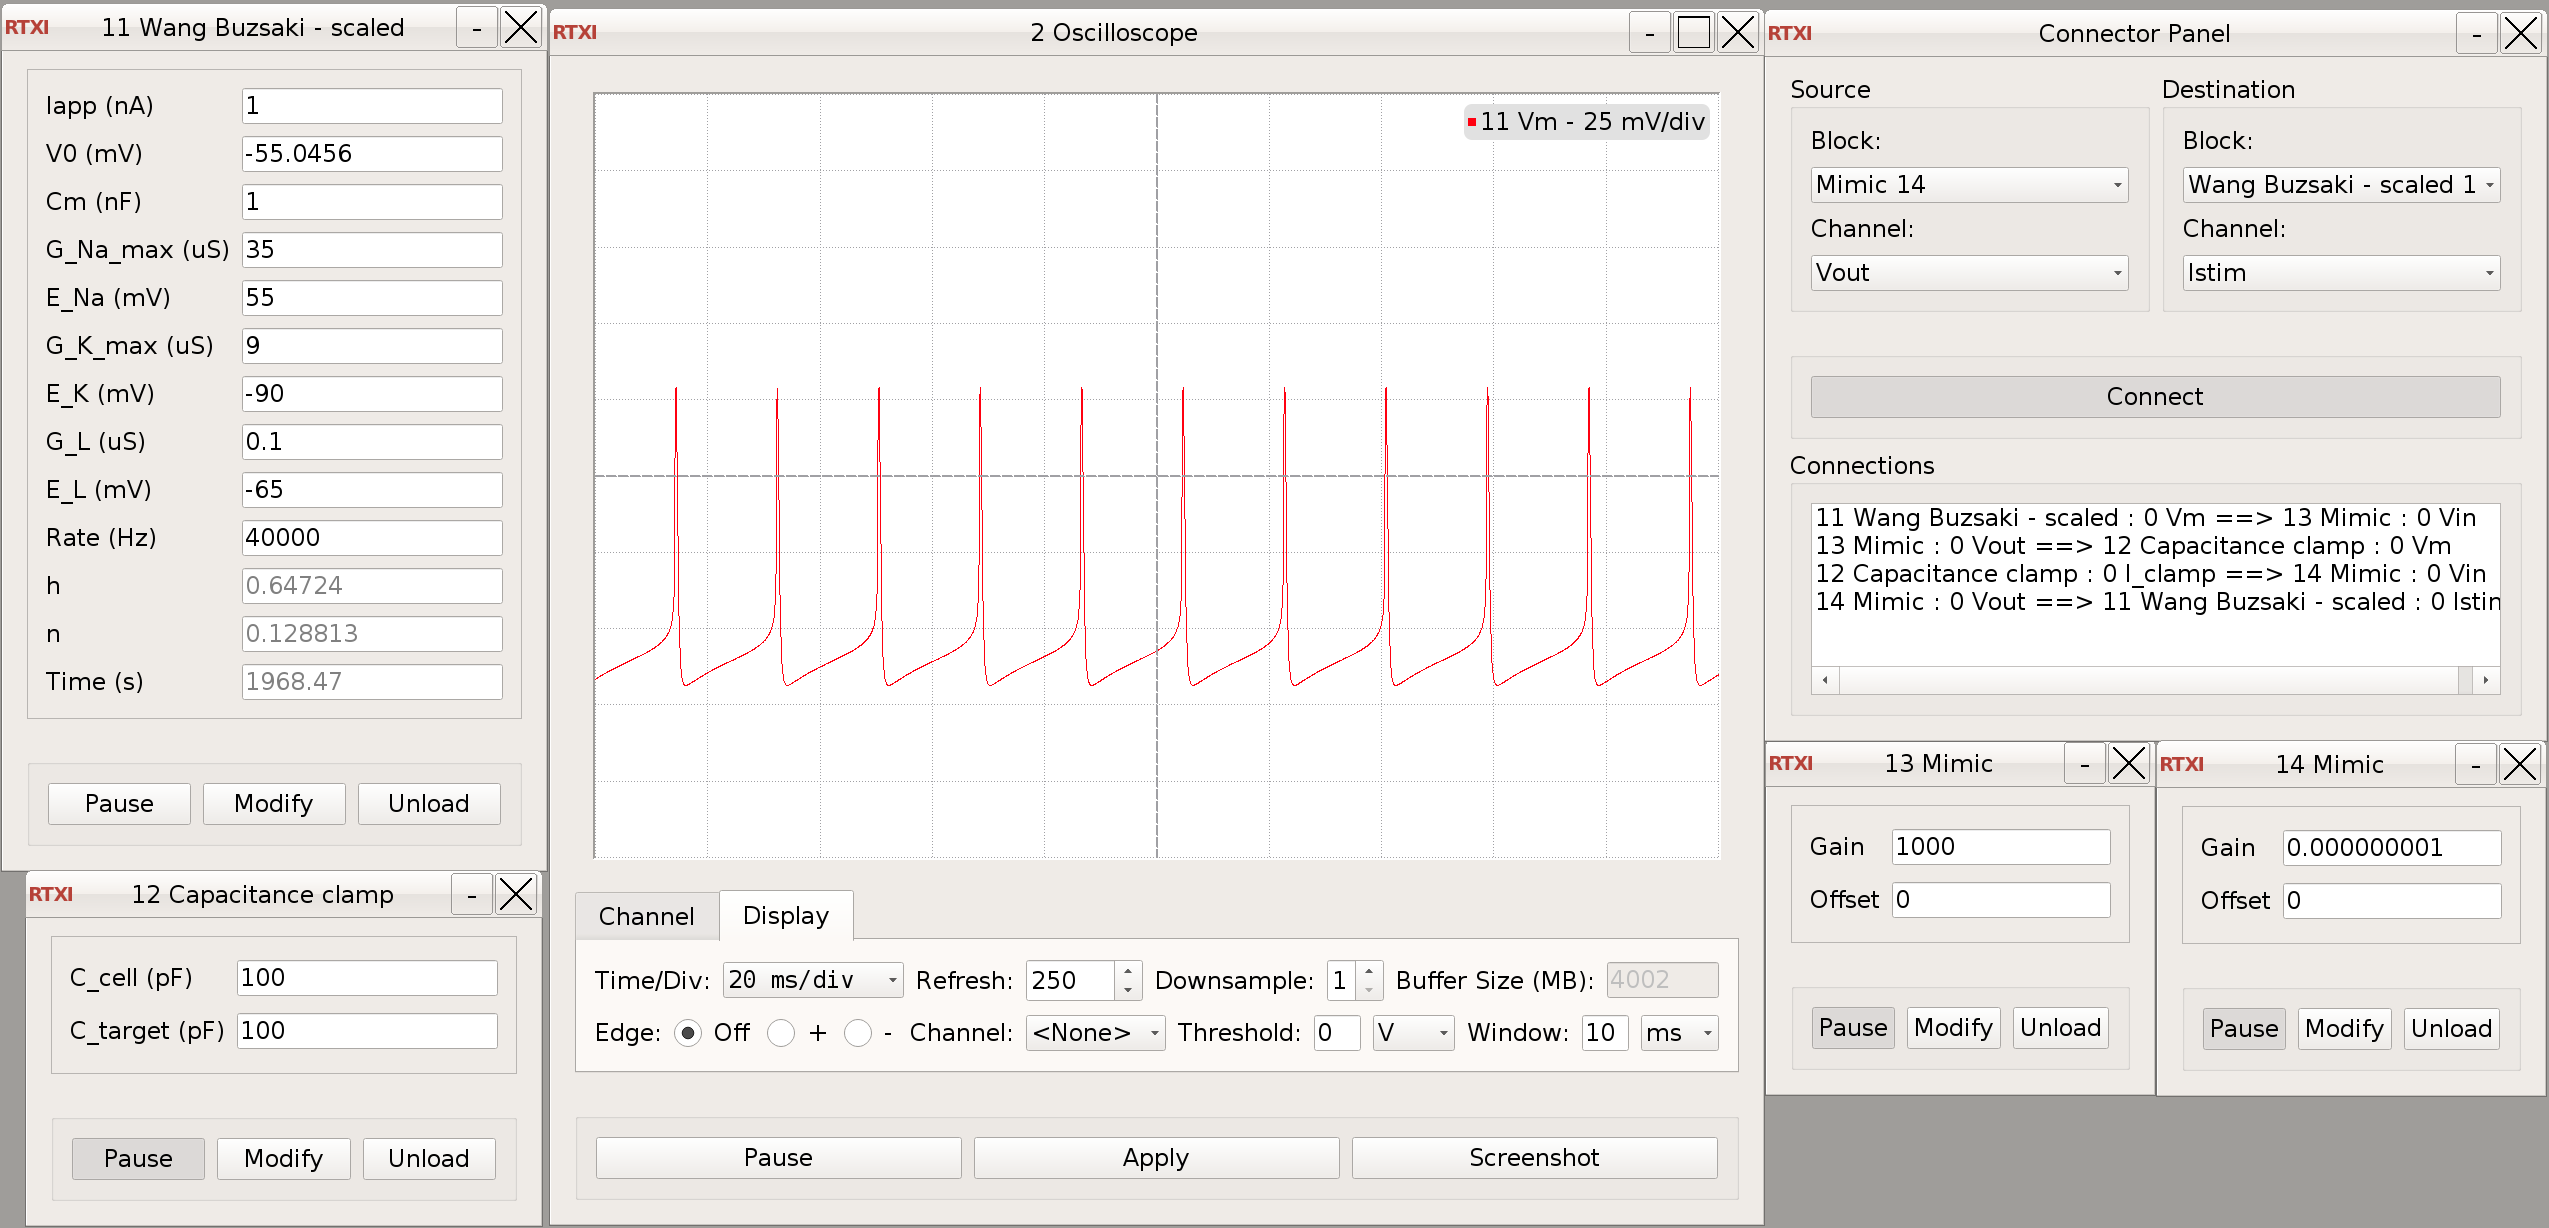 RTXI 11 Wang Buzsaki - scaled
Iapp (nA) 1
V0 (mV) -55.0456
Cm (nF) 1
G_Na_max (uS) 35
E_Na (mV) 55
G_K_max (uS) 9
E_K (mV) -90
G_L (uS) 0.1
E_L (mV) -65
Rate (Hz) 40000
h 0.64724
n 0.128813
Time (s) 1968.47
Pause Modify Unload
RTXI 12 Capacitance clamp
C_cell (pF) 100
C_target (pF) 100
Pause Modify Unload
RTXI 2 Oscilloscope
11 Vm - 25 mV/div
Channel Display
Time/Div: 20 ms/div Refresh: 250 Downsample: 1 Buffer Size (MB): 4002
Edge: Off + - Channel: <None> Threshold: 0 V Window: 10 ms
Pause Apply Screenshot
RTXI Connector Panel
Source Destination
Block: Block:
Mimic 14 Wang Buzsaki - scaled 1
Channel: Channel:
Vout Istim
Connect
Connections
11 Wang Buzsaki - scaled : 0 Vm ==> 13 Mimic : 0 Vin
13 Mimic : 0 Vout ==> 12 Capacitance clamp : 0 Vm
12 Capacitance clamp : 0 I_clamp ==> 14 Mimic : 0 Vin
14 Mimic : 0 Vout ==> 11 Wang Buzsaki - scaled : 0 Istin
RTXI 13 Mimic
Gain 1000
Offset 0
Pause Modify Unload
RTXI 14 Mimic
Gain 0.000000001
Offset 0
Pause Modify Unload